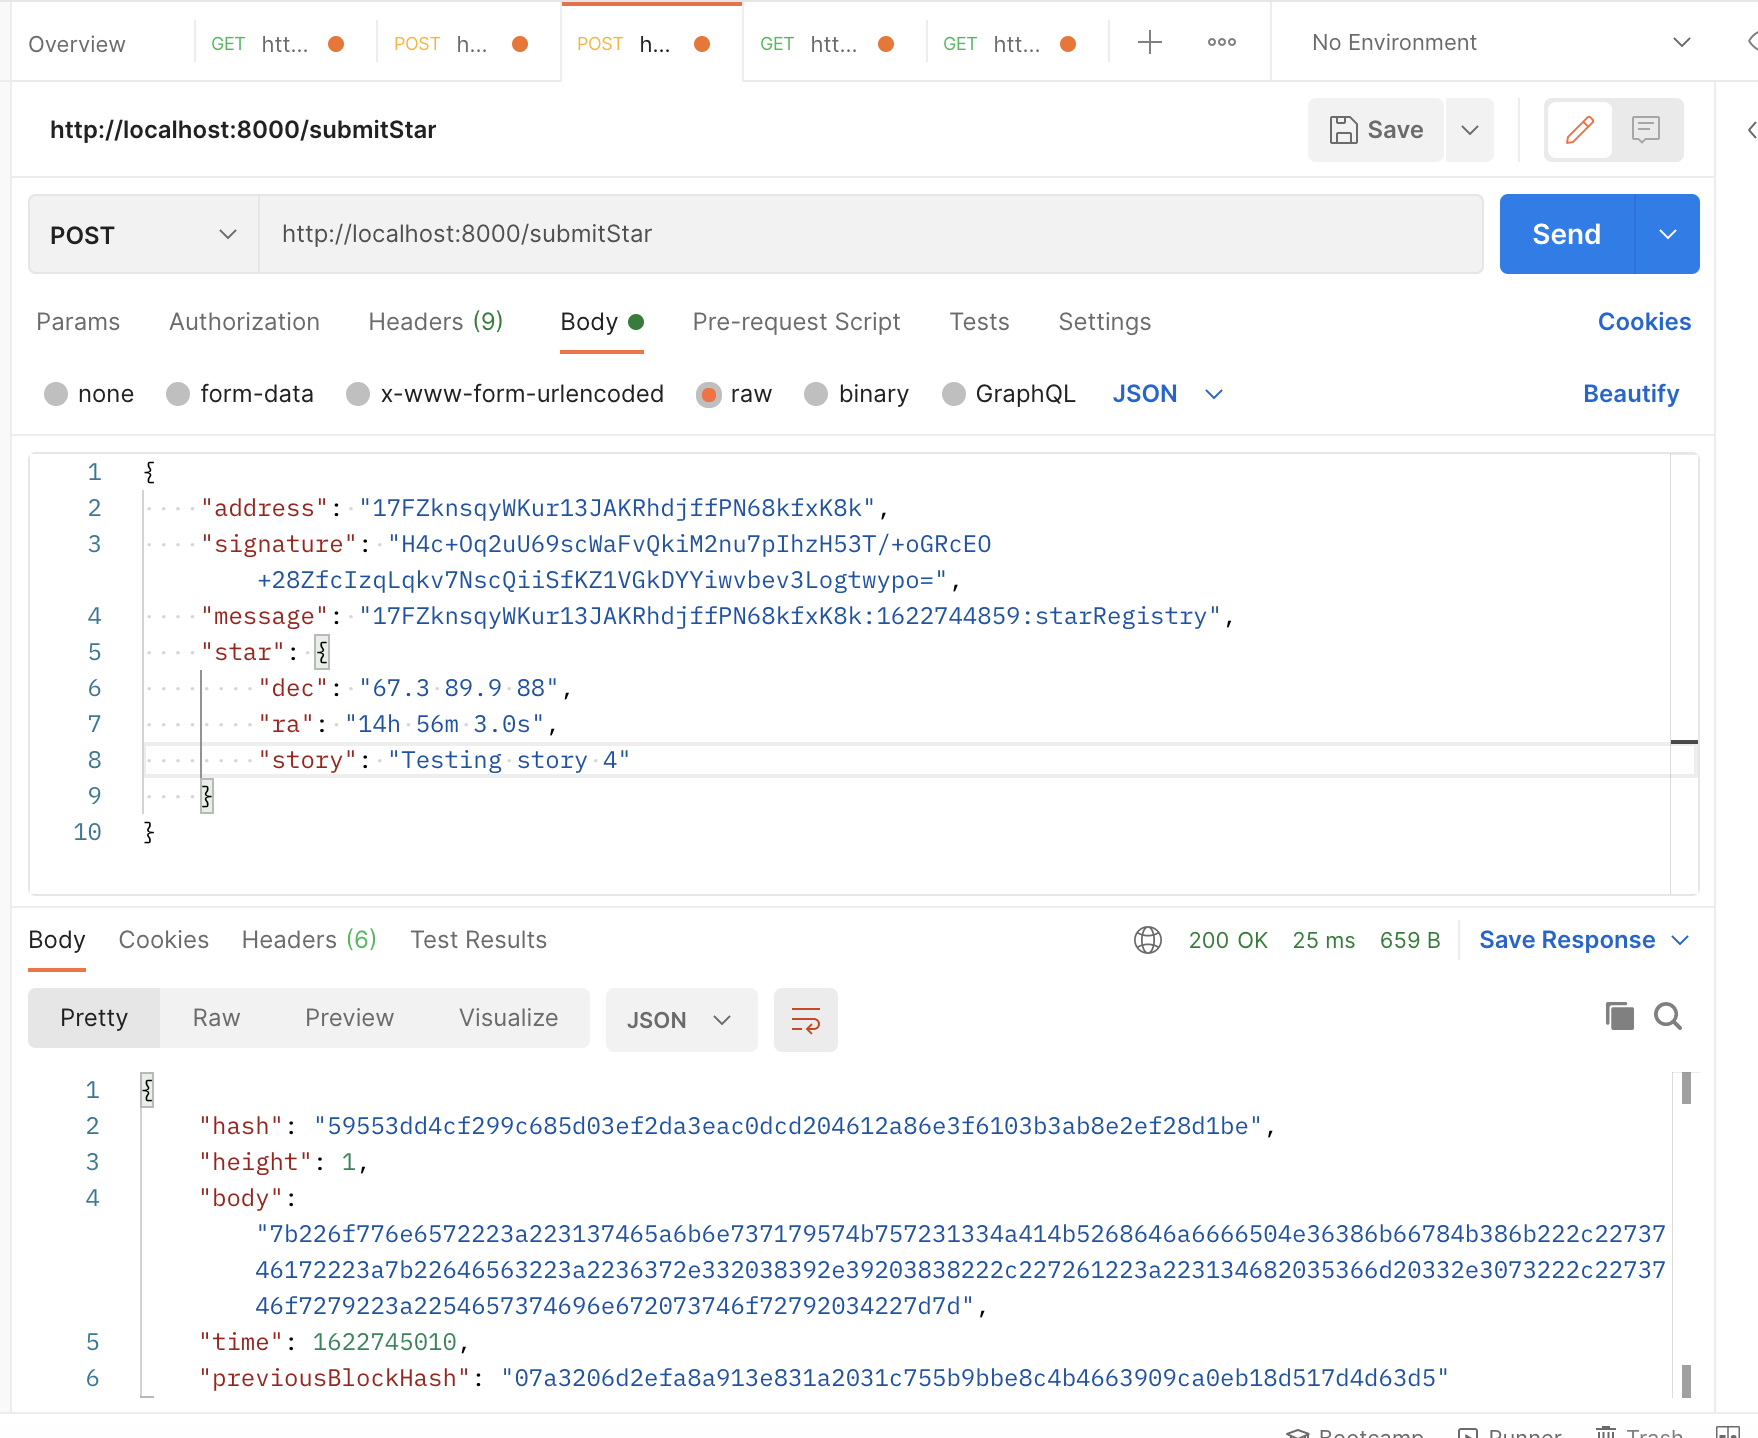 Overview GET htt... POST h... POST h... GET htt... GET htt... No Environment
http://localhost:8000/submitStar Save
POST http://localhost:8000/submitStar Send
Params Authorization Headers (9) Body Pre-request Script Tests Settings Cookies
none form-data x-www-form-urlencoded raw binary GraphQL JSON Beautify
1 {
2 "address": "17FZknsqyWKur13JAKRhdjffPN68kfxK8k",
3 "signature": "H4c+Oq2uU69scWaFvQkiM2nu7pIhzH53T/+oGRcEO
+28ZfcIzqLqkv7NscQiiSfKZ1VGkDYYiwvbev3Logtwypo=",
4 "message": "17FZknsqyWKur13JAKRhdjffPN68kfxK8k:1622744859:starRegistry",
5 "star": {
6 "dec": "67.3 89.9 88",
7 "ra": "14h 56m 3.0s",
8 "story": "Testing story 4"
9 }
10 }
Body Cookies Headers (6) Test Results 200 OK 25 ms 659 B Save Response
Pretty Raw Preview Visualize JSON
1 {
2 "hash": "59553dd4cf299c685d03ef2da3eac0dcd204612a86e3f6103b3ab8e2ef28d1be",
3 "height": 1,
4 "body":
"7b226f776e6572223a223137465a6b6e737179574b757231334a414b5268646a6666504e36386b66784b386b222c22737
46172223a7b22646563223a2236372e332038392e39203838222c227261223a223134682035366d20332e3073222c2273
46f7279223a2254657374696e672073746f72792034227d7d",
5 "time": 1622745010,
6 "previousBlockHash": "07a3206d2efa8a913e831a2031c755b9bbe8c4b4663909ca0eb18d517d4d63d5"
Bootcamp Runner Trash